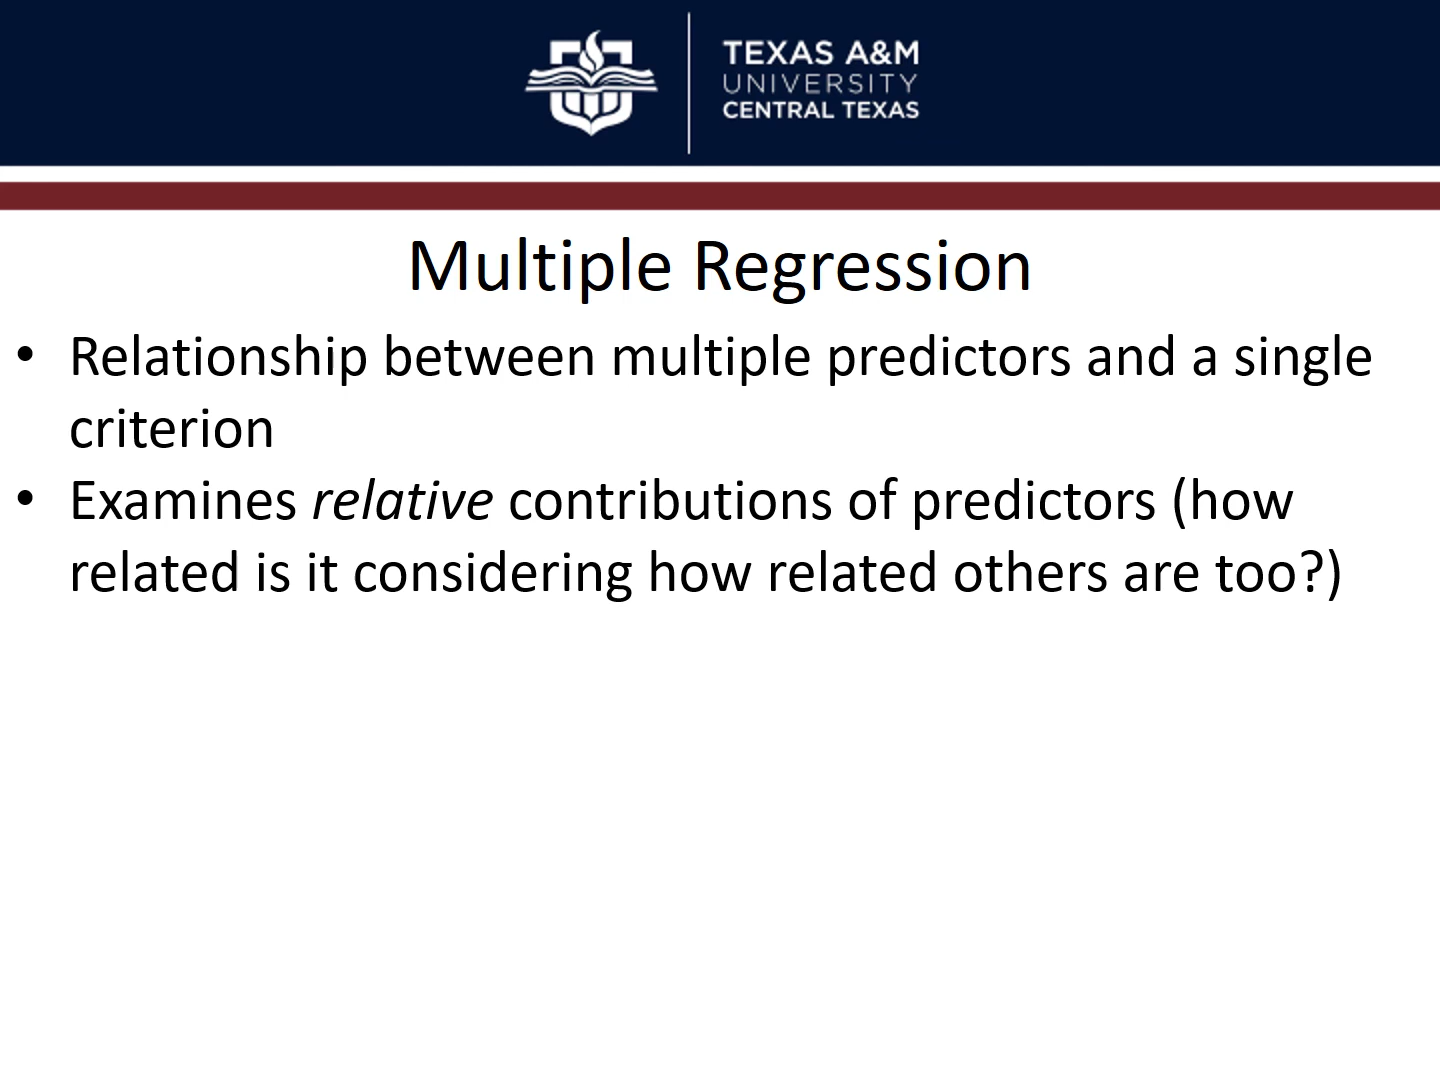 TEXAS A&M
UNIVERSITY
CENTRAL TEXAS
Multiple Regression
• Relationship between multiple predictors and a single
criterion
• Examines relative contributions of predictors (how
related is it considering how related others are too?)